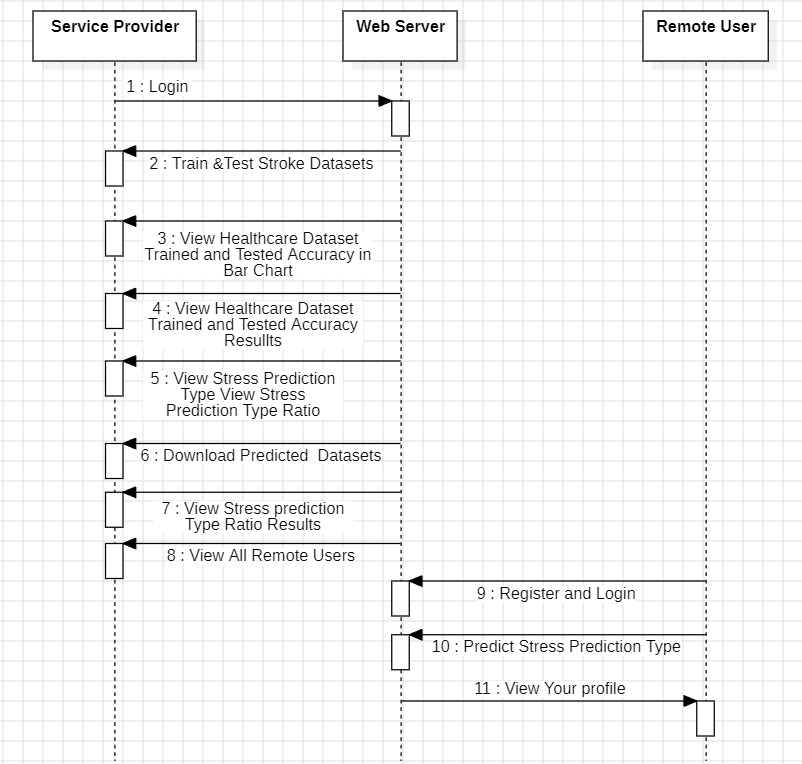 Service Provider
Web Server
Remote User
1 : Login
2 : Train &Test Stroke Datasets
3 : View Healthcare Dataset
Trained and Tested Accuracy in
Bar Chart
4 : View Healthcare Dataset
Trained and Tested Accuracy
Resullts
5 : View Stress Prediction
Type View Stress
Prediction Type Ratio
6 : Download Predicted  Datasets
7 : View Stress prediction
Type Ratio Results
8 : View All Remote Users
9 : Register and Login
10 : Predict Stress Prediction Type
11 : View Your profile